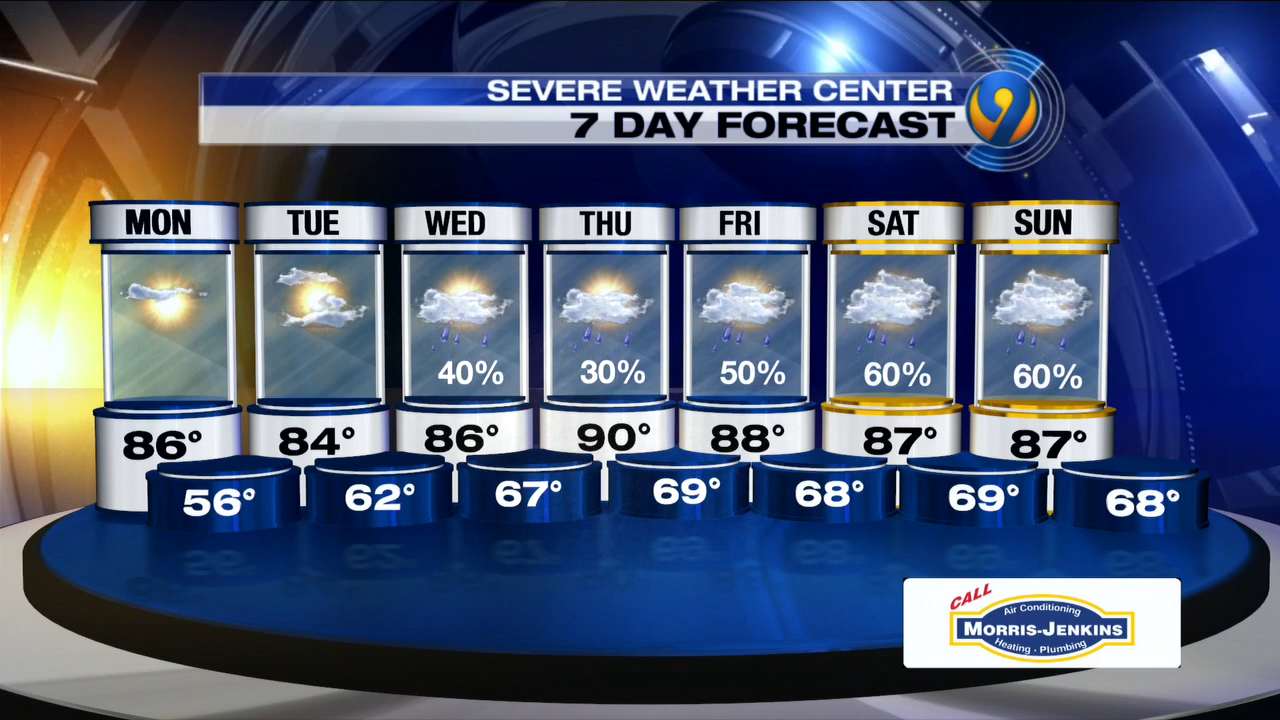 SEVERE WEATHER CENTER
7 DAY FORECAST
9
MON TUE WED THU FRI SAT SUN
40% 30% 50% 60% 60%
86° 84° 86° 90° 88° 87° 87°
56° 62° 67° 69° 68° 69° 68°
CALL
Air Conditioning
MORRIS-JENKINS
Heating - Plumbing